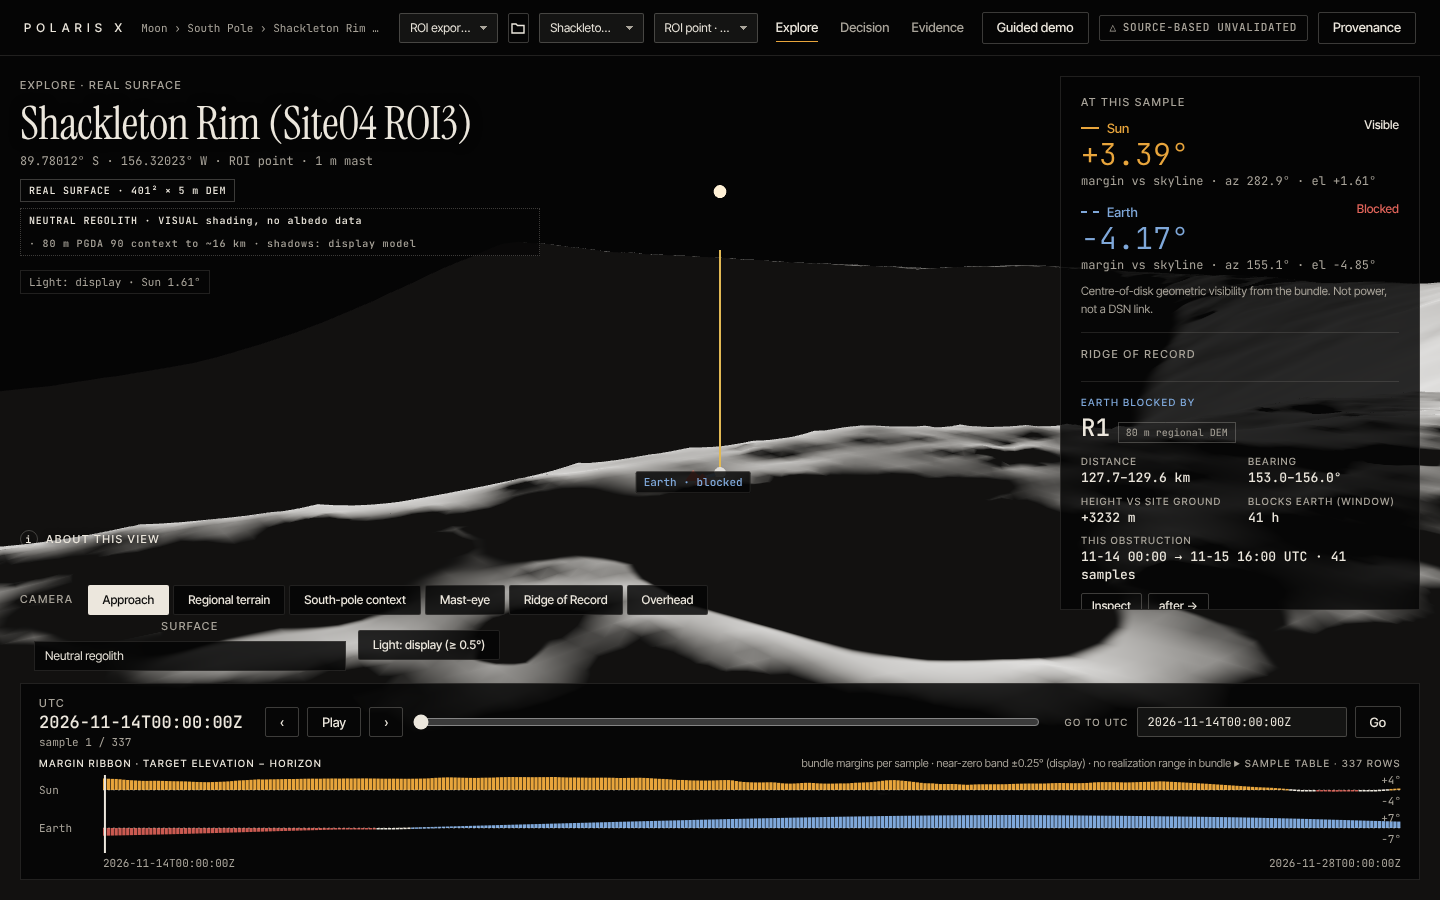 POLARIS X
Moon › South Pole › Shackleton Rim …
ROI expor…
Shackleto…
ROI point · …
Explore
Decision
Evidence
Guided demo
△ SOURCE-BASED UNVALIDATED
Provenance
EXPLORE · REAL SURFACE
Shackleton Rim (Site04 ROI3)
89.78012° S · 156.32023° W · ROI point · 1 m mast
REAL SURFACE · 401² × 5 m DEM
NEUTRAL REGOLITH · VISUAL shading, no albedo data
· 80 m PGDA 90 context to ~16 km · shadows: display model
Light: display · Sun 1.61°
Earth · blocked
AT THIS SAMPLE
Sun
Visible
+3.39°
margin vs skyline · az 282.9° · el +1.61°
Earth
Blocked
-4.17°
margin vs skyline · az 155.1° · el -4.85°
Centre-of-disk geometric visibility from the bundle. Not power,
not a DSN link.
RIDGE OF RECORD
EARTH BLOCKED BY
R1
80 m regional DEM
DISTANCE
BEARING
127.7–129.6 km
153.0–156.0°
HEIGHT VS SITE GROUND
BLOCKS EARTH (WINDOW)
+3232 m
41 h
THIS OBSTRUCTION
11-14 00:00 → 11-15 16:00 UTC · 41
samples
Inspect
after →
i ABOUT THIS VIEW
CAMERA
Approach
Regional terrain
South-pole context
Mast-eye
Ridge of Record
Overhead
SURFACE
Neutral regolith
Light: display (≥ 0.5°)
UTC
2026-11-14T00:00:00Z
sample 1 / 337
‹
Play
›
GO TO UTC
2026-11-14T00:00:00Z
Go
MARGIN RIBBON · TARGET ELEVATION − HORIZON
bundle margins per sample · near-zero band ±0.25° (display) · no realization range in bundle
▶ SAMPLE TABLE · 337 ROWS
Sun
+4°
-4°
Earth
+7°
-7°
2026-11-14T00:00:00Z
2026-11-28T00:00:00Z